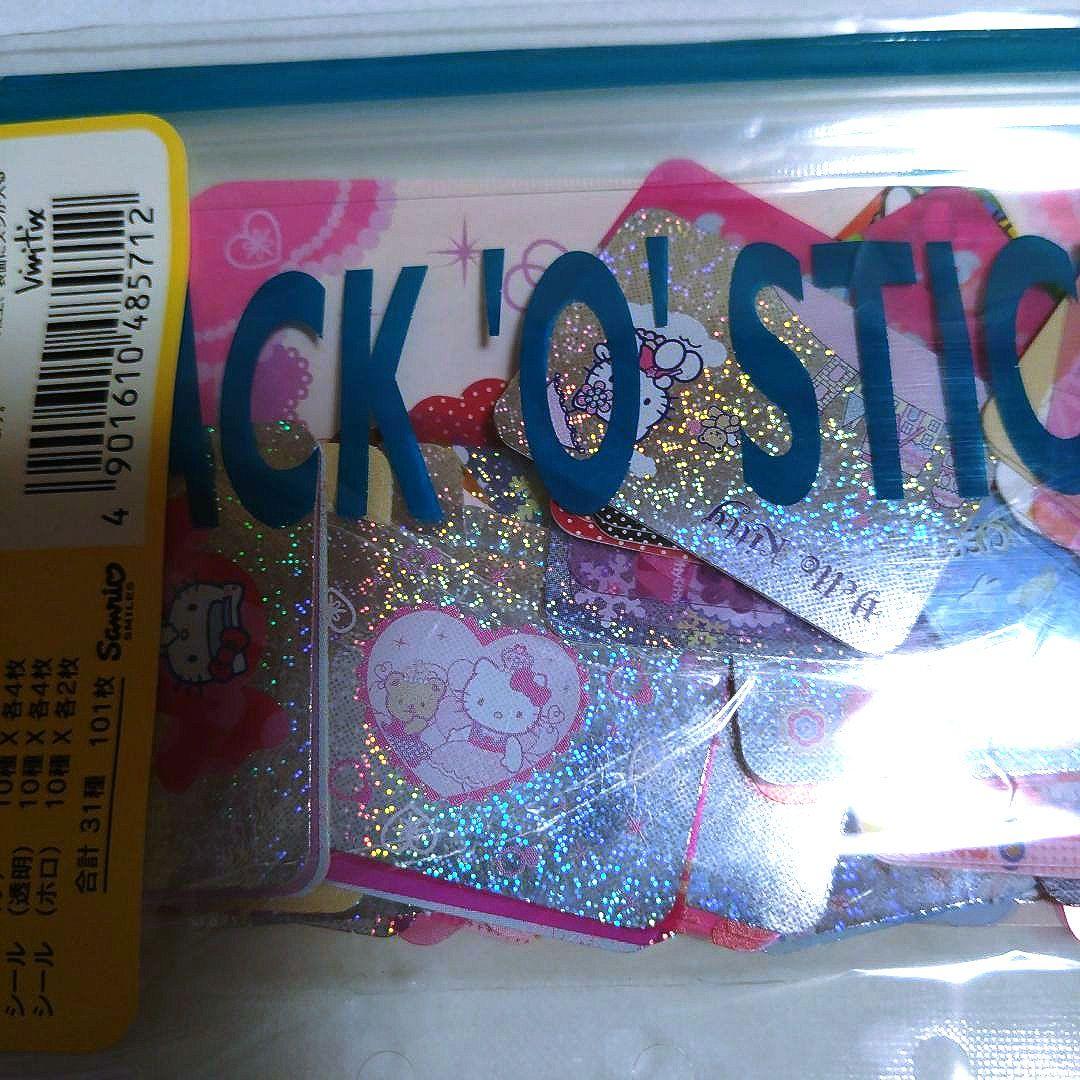 ACK 'O' STIC
Vimtix
4 901610 485712
Sanrio
SMILES
10種 X 各4枚
シール (透明) 10種 X 各4枚
シール (ホロ) 10種 X 各2枚
合計 31種 101枚
Hello Kitty